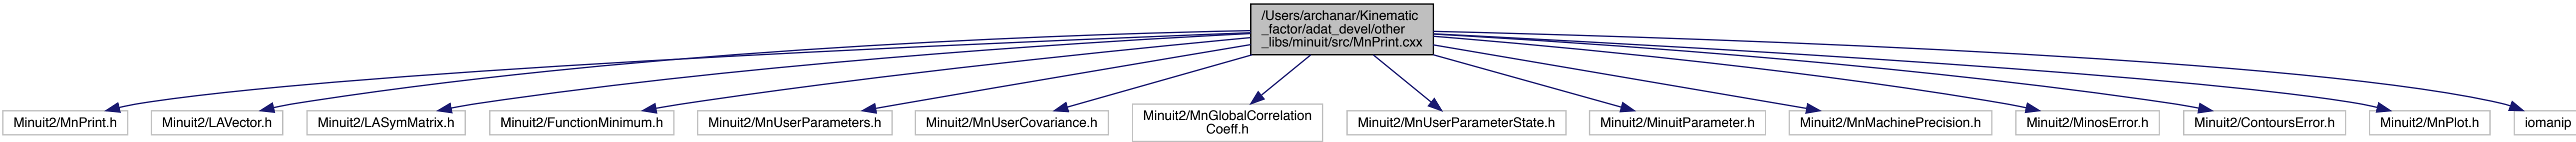 /Users/archanar/Kinematic
_factor/adat_devel/other
_libs/minuit/src/MnPrint.cxx
Minuit2/MnPrint.h
Minuit2/LAVector.h
Minuit2/LASymMatrix.h
Minuit2/FunctionMinimum.h
Minuit2/MnUserParameters.h
Minuit2/MnUserCovariance.h
Minuit2/MnGlobalCorrelation
Coeff.h
Minuit2/MnUserParameterState.h
Minuit2/MinuitParameter.h
Minuit2/MnMachinePrecision.h
Minuit2/MinosError.h
Minuit2/ContoursError.h
Minuit2/MnPlot.h
iomanip